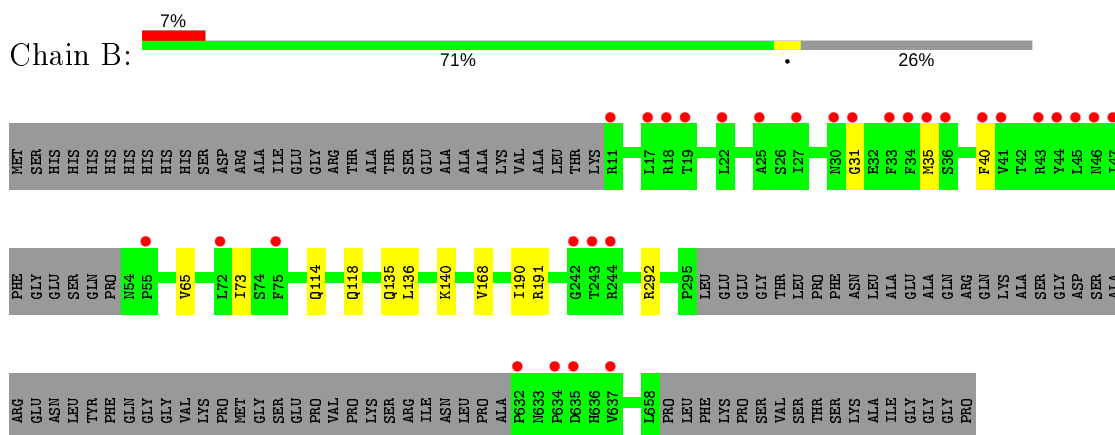 7%
Chain B:
71% • 26%
MET SER HIS HIS HIS HIS HIS HIS HIS HIS HIS HIS SER ASP ARG ALA ILE GLU GLY ARG THR ALA THR SER GLU ALA ALA ALA LYS VAL ALA LEU THR LYS R11 L17 R18 T19 L22 A25 S26 I27 N30 G31 E32 F33 F34 M35 S36 F40 V41 T42 R43 Y44 L45 N46 I47
PHE GLY GLU SER GLN PRO N54 P55 V65 L72 I73 S74 F75 Q114 Q118 Q135 L136 K140 V168 I190 R191 G242 T243 R244 R292 P295 LEU GLU GLU GLY THR LEU PRO PHE ASN LEU ALA GLU ALA GLN ARG GLN LYS ALA SER GLY ASP SER ALA
ARG GLU ASN LEU TYR PHE GLN GLY GLY VAL LYS PRO MET GLY SER GLU PRO VAL PRO LYS SER ARG ILE ASN LEU PRO ALA P632 N633 P634 D635 H636 V637 L658 PRO LEU PHE LYS PRO SER VAL SER THR SER LYS ALA ILE GLY GLY GLY PRO